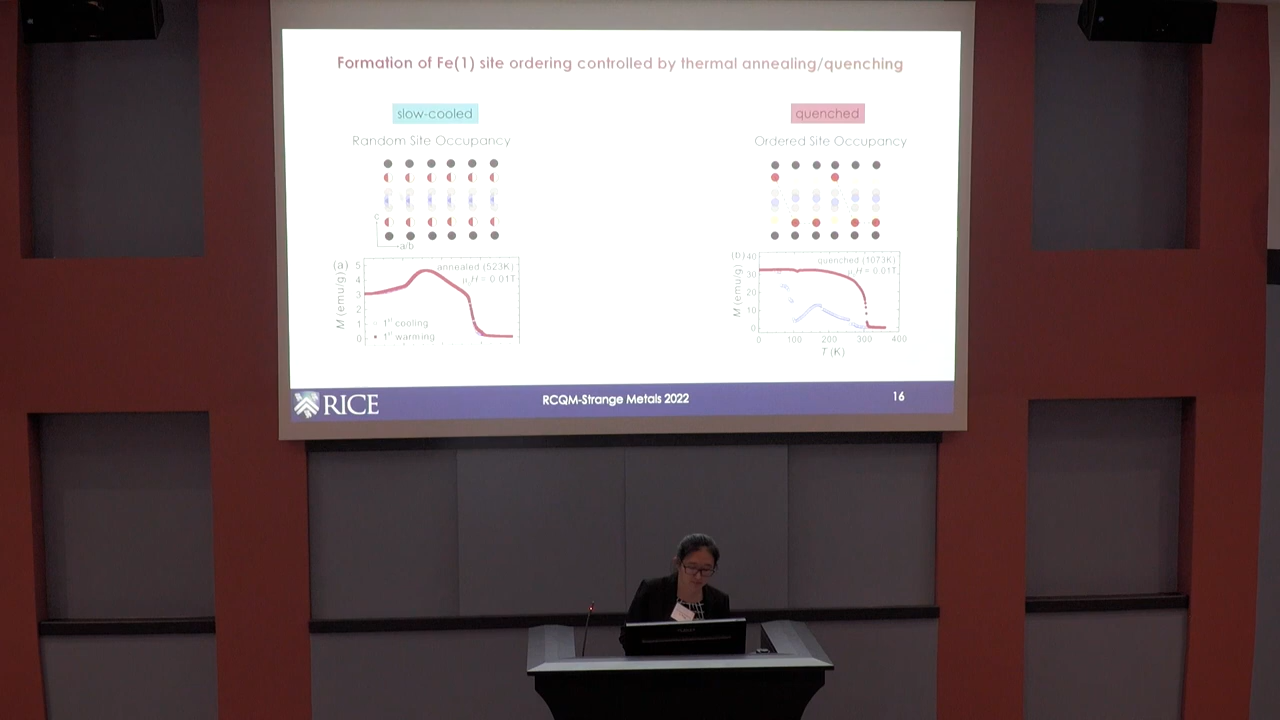 Formation of Fe(1) site ordering controlled by thermal annealing/quenching
slow-cooled
Random Site Occupancy
c
a/b
(a)
annealed (523K)
μ₀H = 0.01T
M (emu/g)
5
4
3
2
1
0
1st cooling
1st warming
quenched
Ordered Site Occupancy
(b)
quenched (1073K)
μ₀H = 0.01T
M (emu/g)
40
30
20
10
0
0 100 200 300 400
T (K)
RICE
RCQM-Strange Metals 2022
16